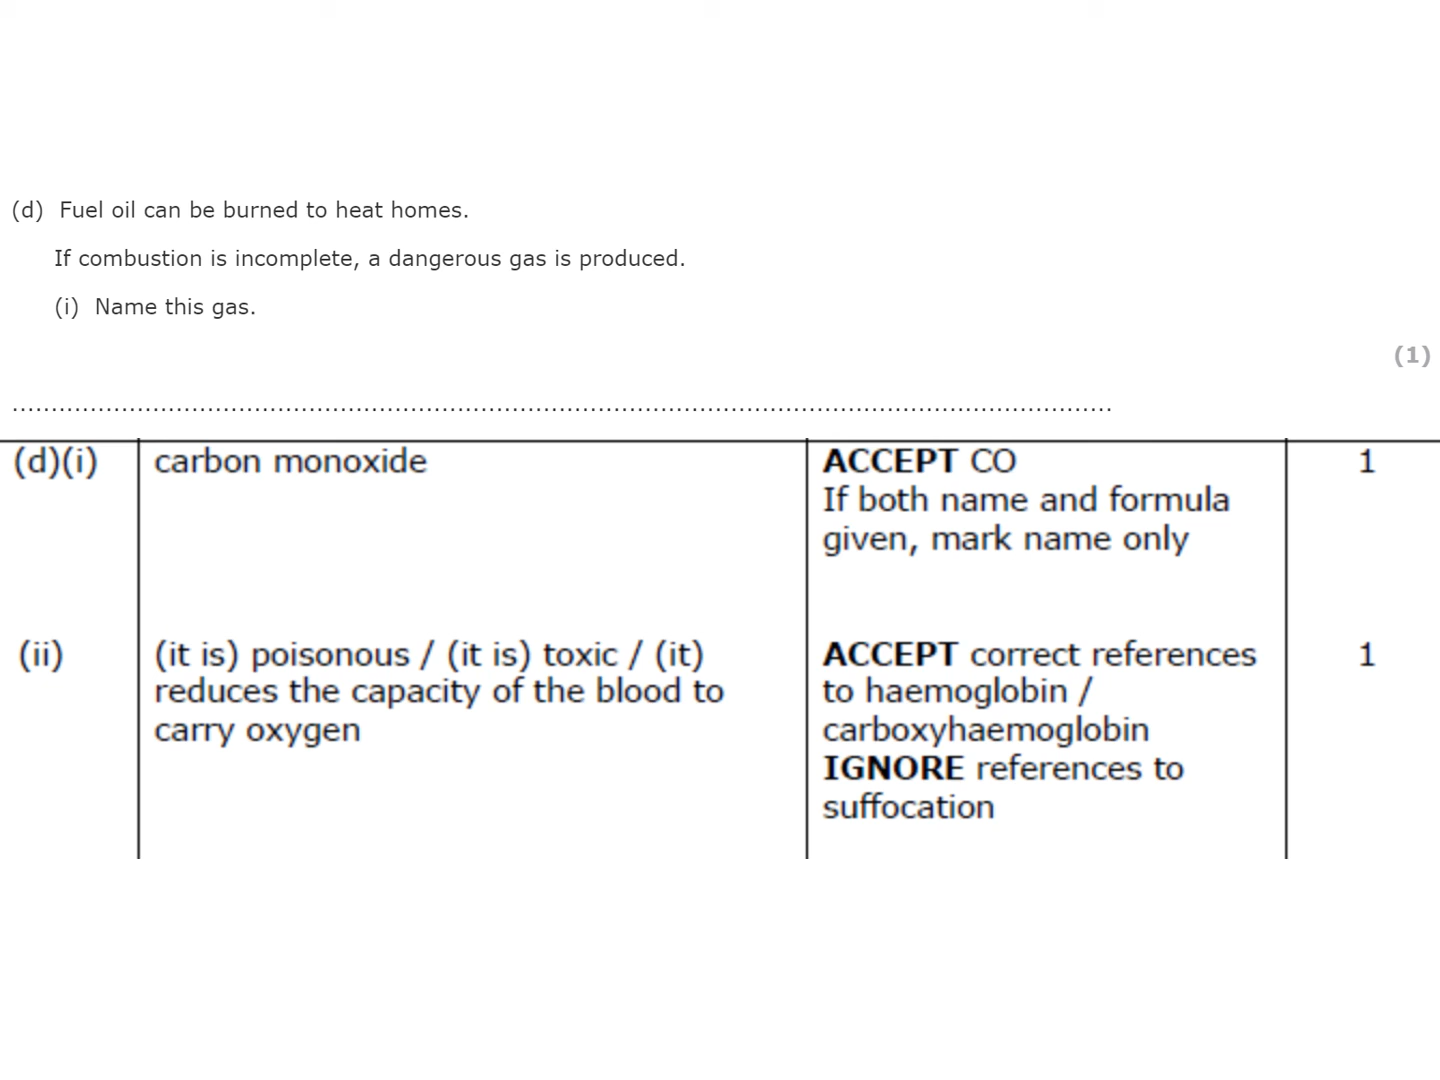 (d) Fuel oil can be burned to heat homes.
If combustion is incomplete, a dangerous gas is produced.
(i) Name this gas.
(1)
..............................................................................................................................................
(d)(i) carbon monoxide ACCEPT CO 1
If both name and formula
given, mark name only
(ii) (it is) poisonous / (it is) toxic / (it) ACCEPT correct references 1
reduces the capacity of the blood to to haemoglobin /
carry oxygen carboxyhaemoglobin
IGNORE references to
suffocation